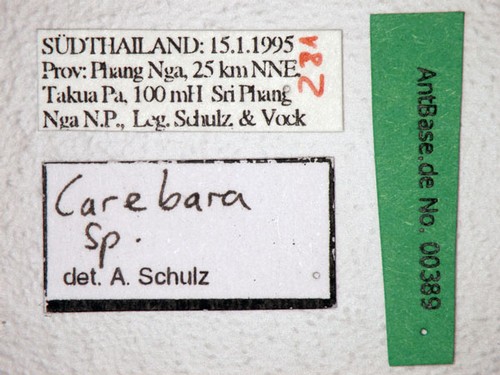 SÜDTHAILAND: 15.1.1995
Prov: Phang Nga, 25 km NNE.
Takua Pa, 100 mH Sri Phang
Nga N.P., Leg. Schulz & Vock
Carebara
sp.
det. A. Schulz
AntBase.de No. 00389